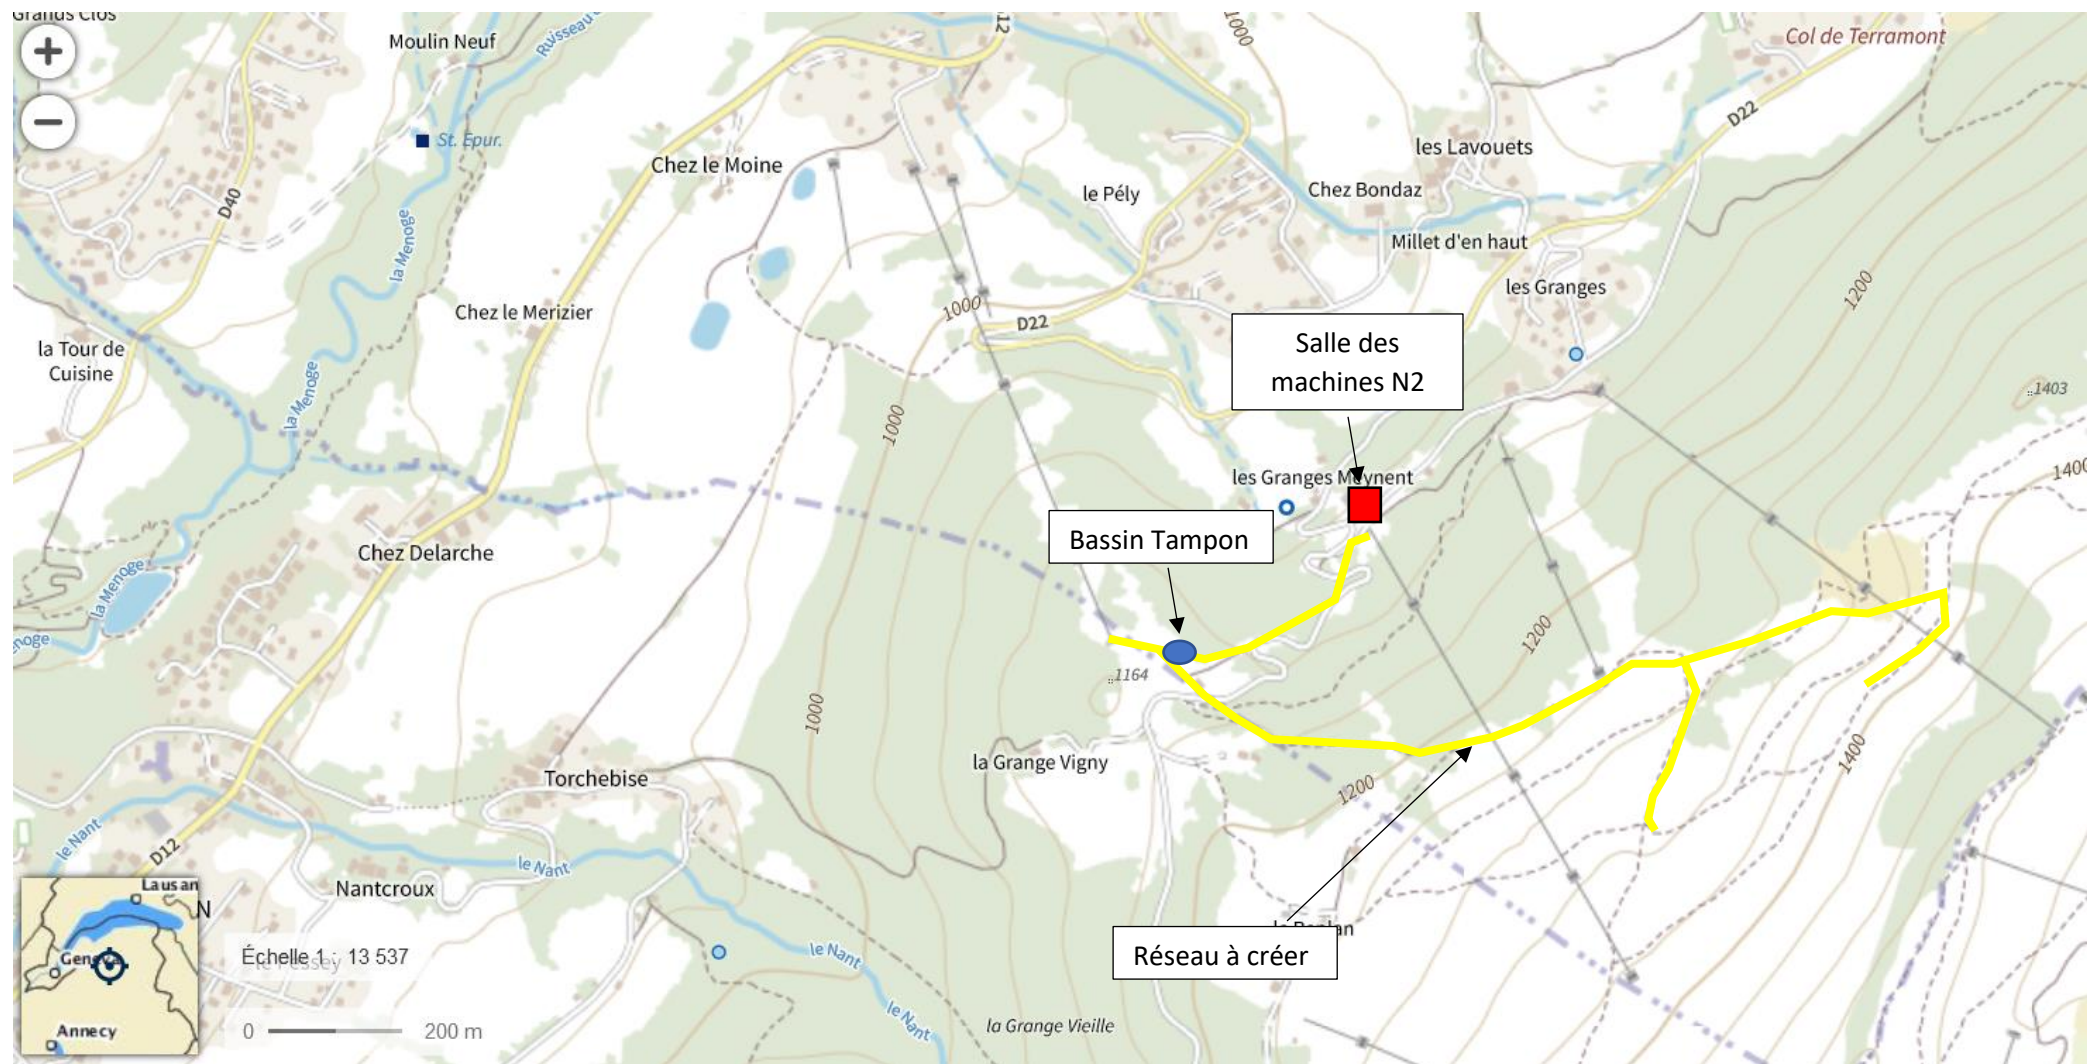 Grands Clos
Moulin Neuf
Ruisseau
D12
1000
Col de Terramont
+
−
St. Epur.
D22
Chez le Moine
les Lavouëts
D40
le Pély
Chez Bondaz
la Menoge
Millet d'en haut
les Granges
1200
Chez le Merizier
1000
D22
la Tour de
Cuisine
Salle des
machines N2
la Menoge
1000
1403
1400
les Granges Meynent
Bassin Tampon
Chez Delarche
la Menoge
1200
1164
1000
la Grange Vigny
Torchebise
1200
1400
le Nant
D12
le Nant
Nantcroux
Lausan
N
Genève
Échelle 1 : 13 537
le Nant
Réseau à créer
Annecy
0
200 m
le Nant
la Grange Vieille